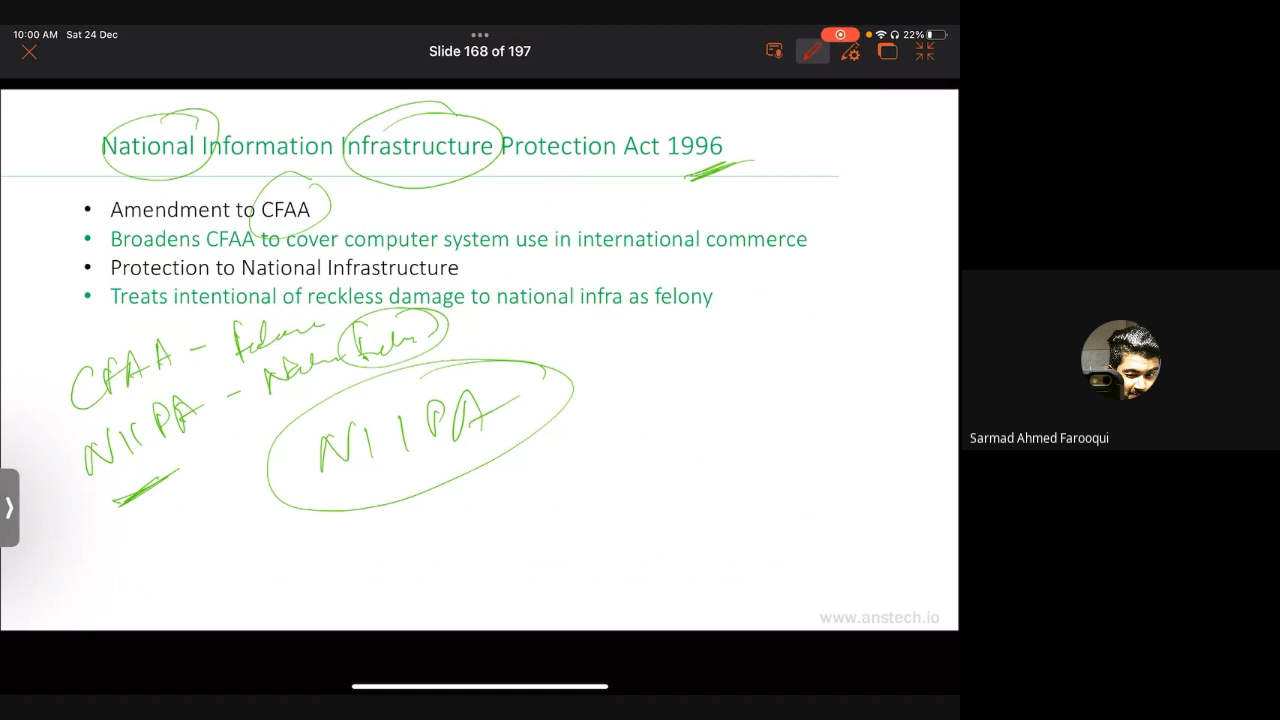 10:00 AM Sat 24 Dec
22%
Slide 168 of 197
National Information Infrastructure Protection Act 1996
• Amendment to CFAA
• Broadens CFAA to cover computer system use in international commerce
• Protection to National Infrastructure
• Treats intentional of reckless damage to national infra as felony
CFAA -
NIIPA -
NIIPA
Sarmad Ahmed Farooqui
www.anstech.io